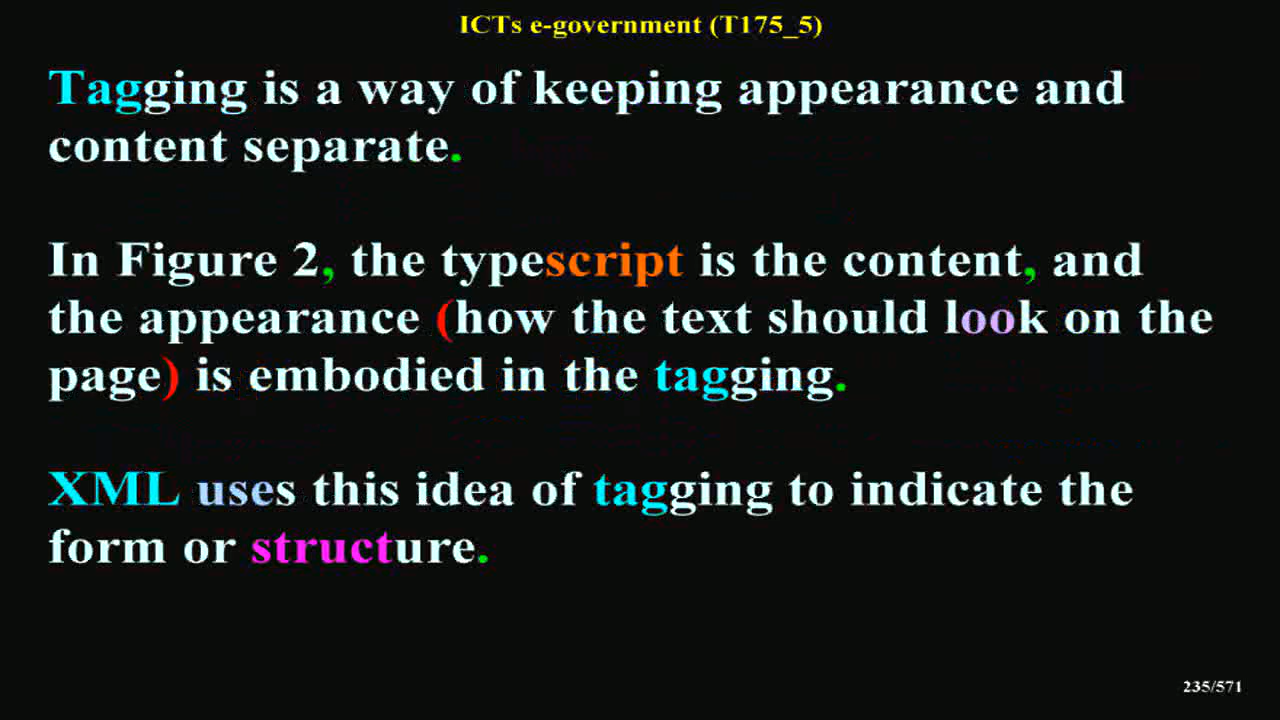 ICTs e-government (T175_5)
Tagging is a way of keeping appearance and
content separate.
In Figure 2, the typescript is the content, and
the appearance (how the text should look on the
page) is embodied in the tagging.
XML uses this idea of tagging to indicate the
form or structure.
235/571